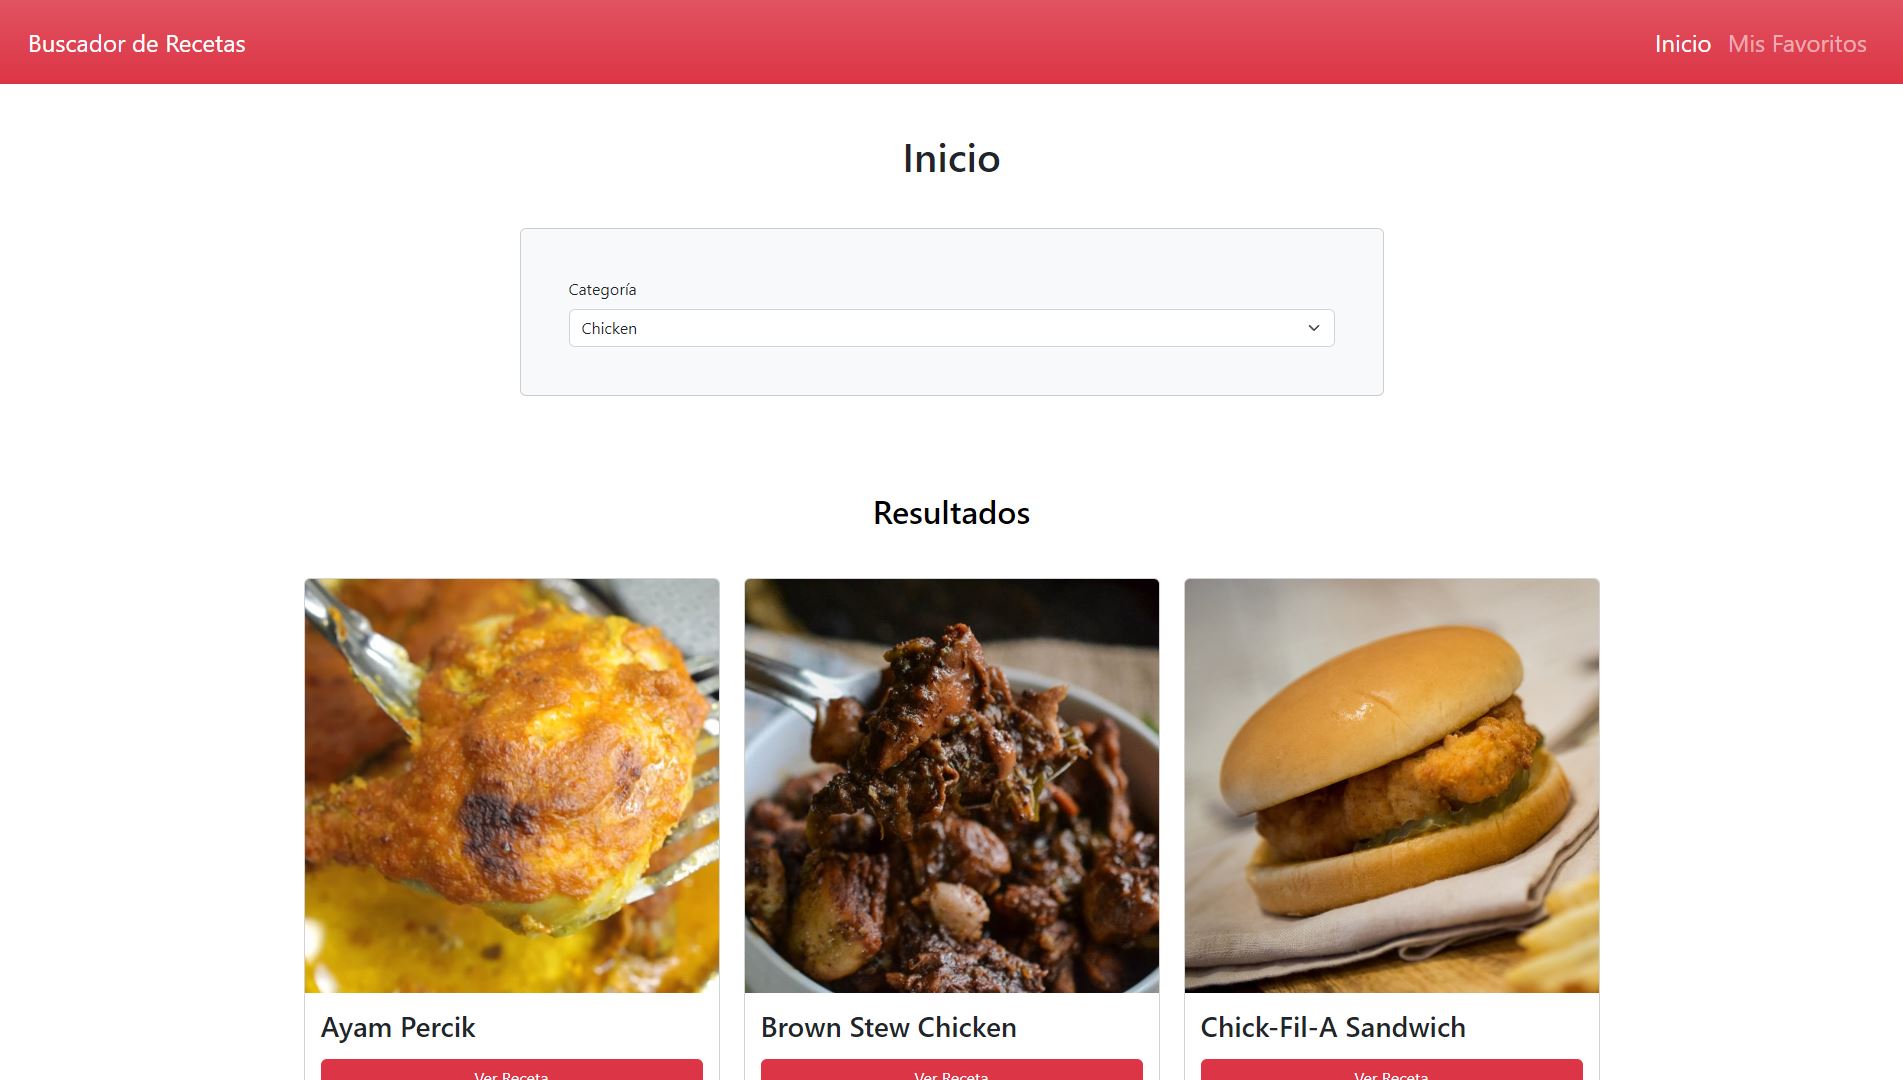 Buscador de Recetas
Inicio Mis Favoritos
Inicio
Categoría
Chicken
Resultados
Ayam Percik
Brown Stew Chicken
Chick-Fil-A Sandwich
Ver Receta
Ver Receta
Ver Receta